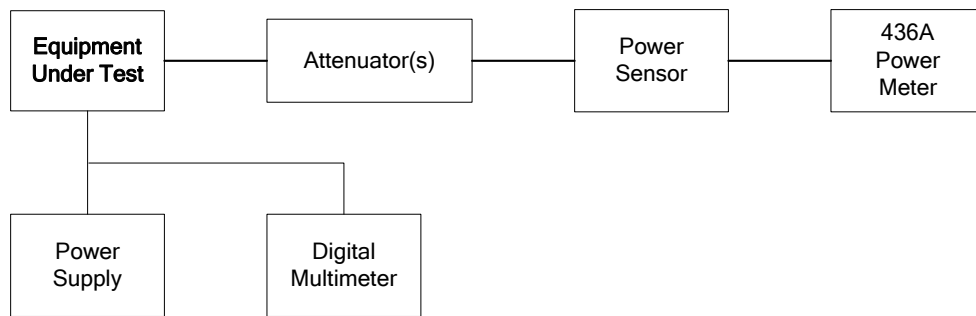 Equipment
Under Test
Attenuator(s)
Power
Sensor
436A
Power
Meter
Power
Supply
Digital
Multimeter